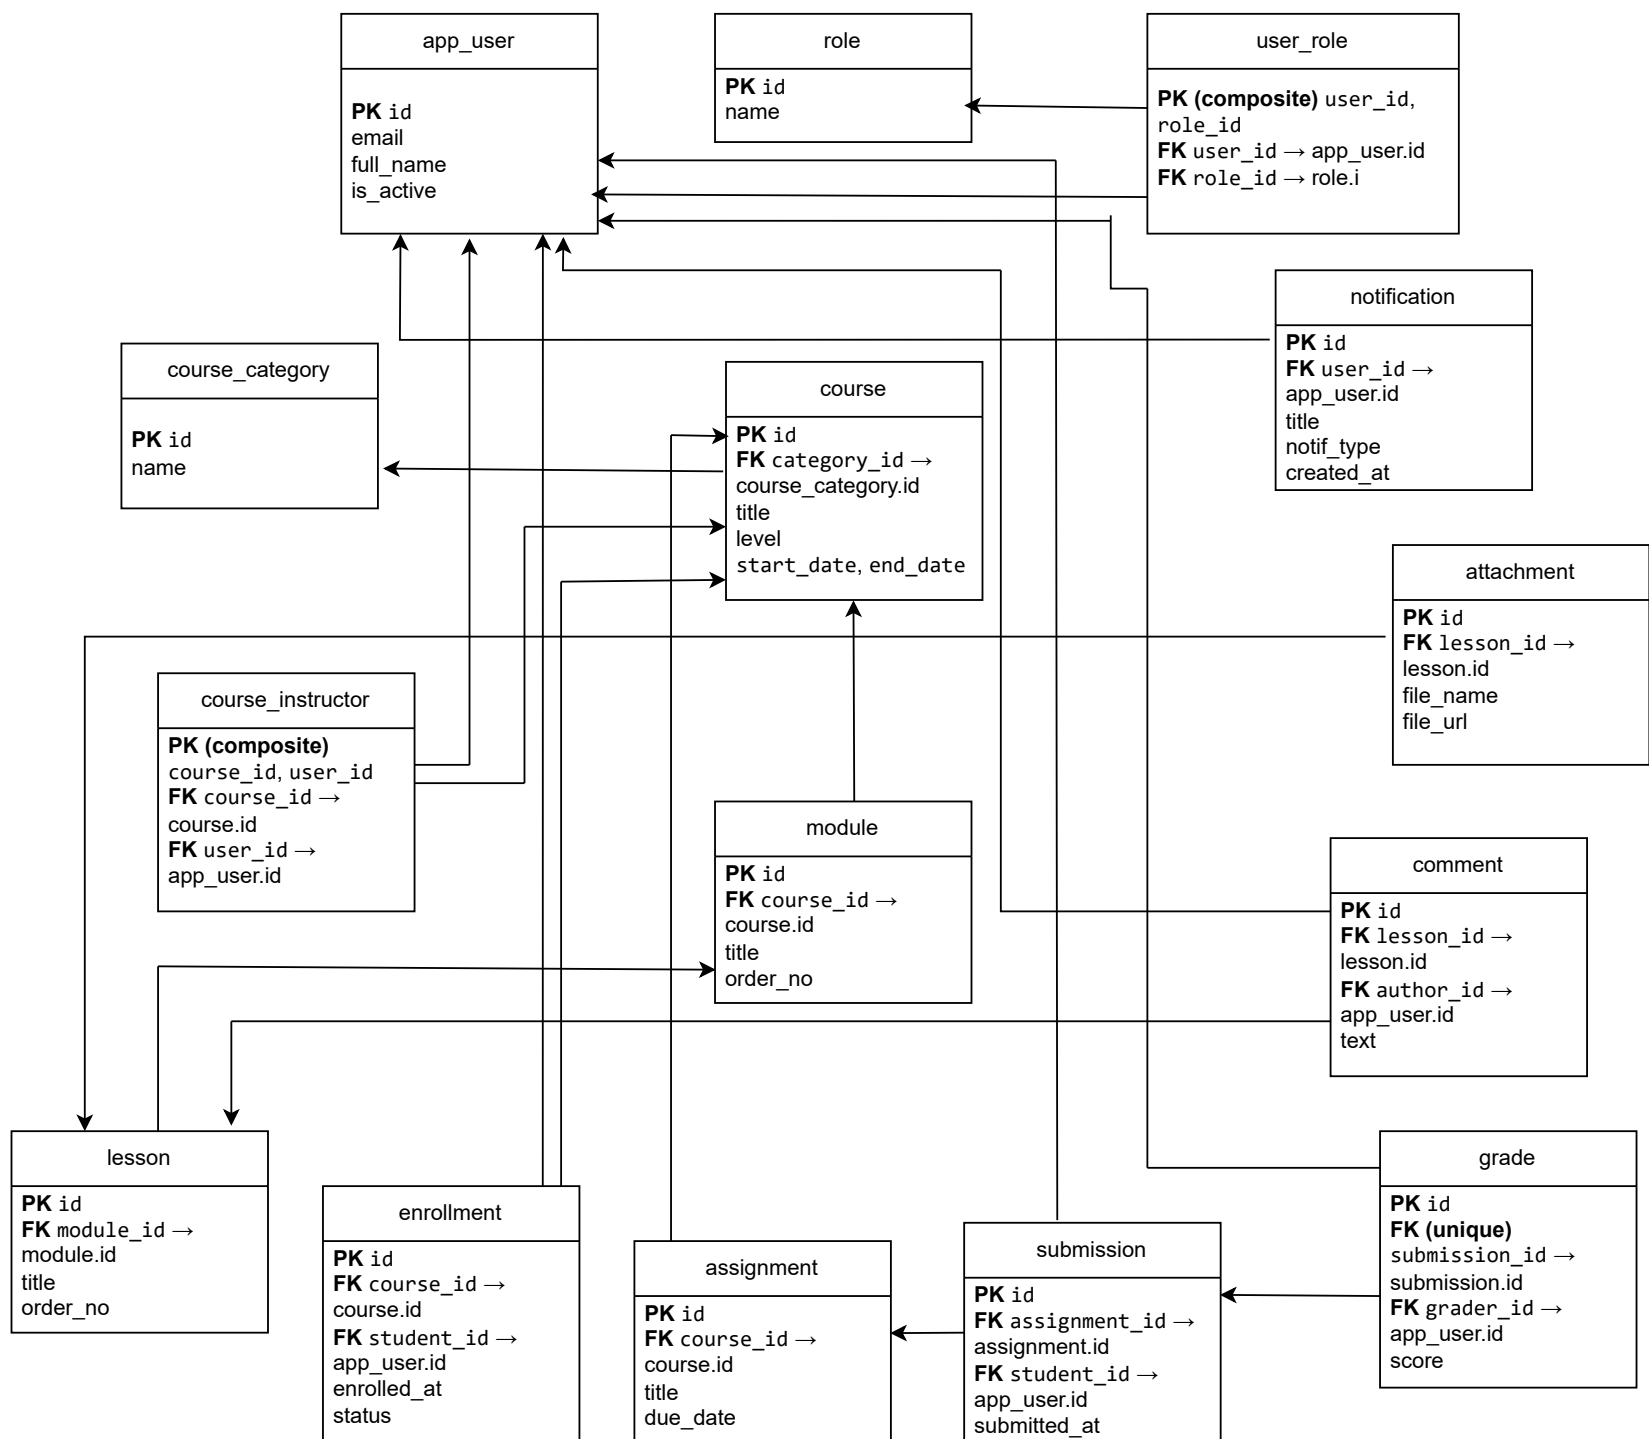 app_user
PK id
email
full_name
is_active
role
PK id
name
user_role
PK (composite) user_id,
role_id
FK user_id → app_user.id
FK role_id → role.i
notification
PK id
FK user_id →
app_user.id
title
notif_type
created_at
course_category
PK id
name
course
PK id
FK category_id →
course_category.id
title
level
start_date, end_date
attachment
PK id
FK lesson_id →
lesson.id
file_name
file_url
course_instructor
PK (composite)
course_id, user_id
FK course_id →
course.id
FK user_id →
app_user.id
module
PK id
FK course_id →
course.id
title
order_no
comment
PK id
FK lesson_id →
lesson.id
FK author_id →
app_user.id
text
lesson
PK id
FK module_id →
module.id
title
order_no
enrollment
PK id
FK course_id →
course.id
FK student_id →
app_user.id
enrolled_at
status
assignment
PK id
FK course_id →
course.id
title
due_date
submission
PK id
FK assignment_id →
assignment.id
FK student_id →
app_user.id
submitted_at
grade
PK id
FK (unique)
submission_id →
submission.id
FK grader_id →
app_user.id
score